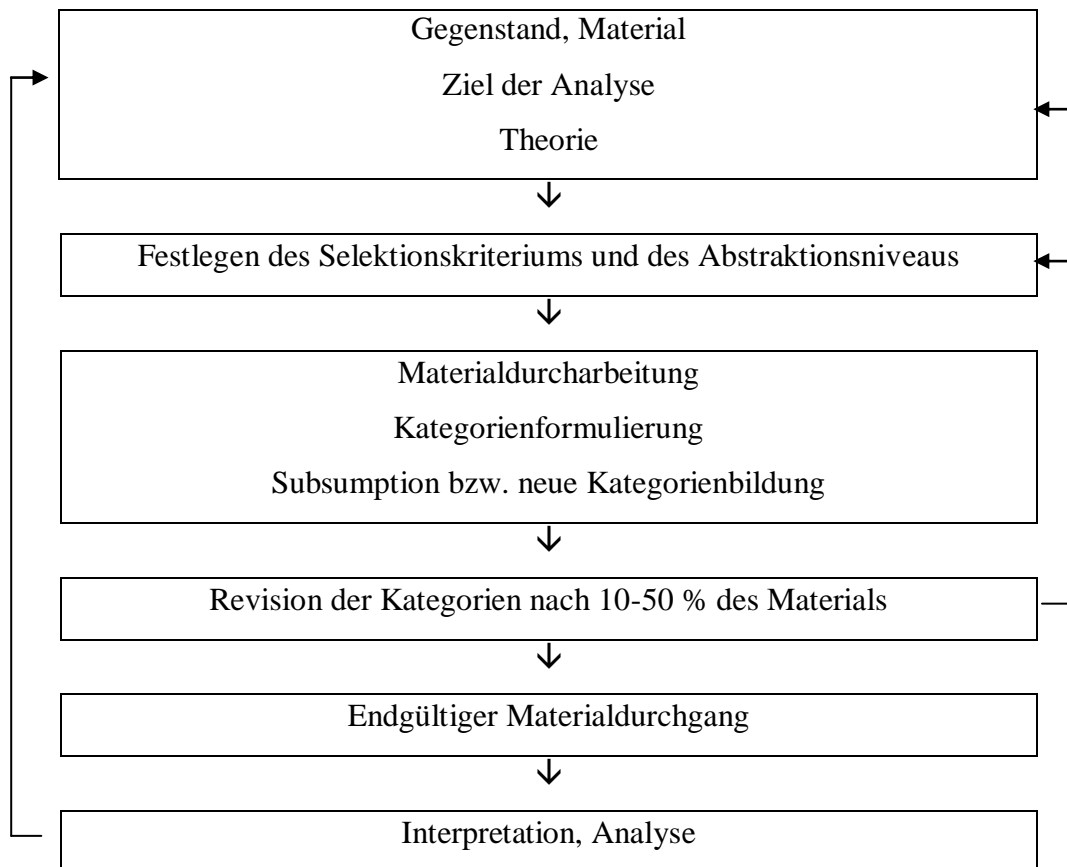 Gegenstand, Material
Ziel der Analyse
Theorie
Festlegen des Selektionskriteriums und des Abstraktionsniveaus
Materialdurcharbeitung
Kategorienformulierung
Subsumption bzw. neue Kategorienbildung
Revision der Kategorien nach 10-50 % des Materials
Endgültiger Materialdurchgang
Interpretation, Analyse